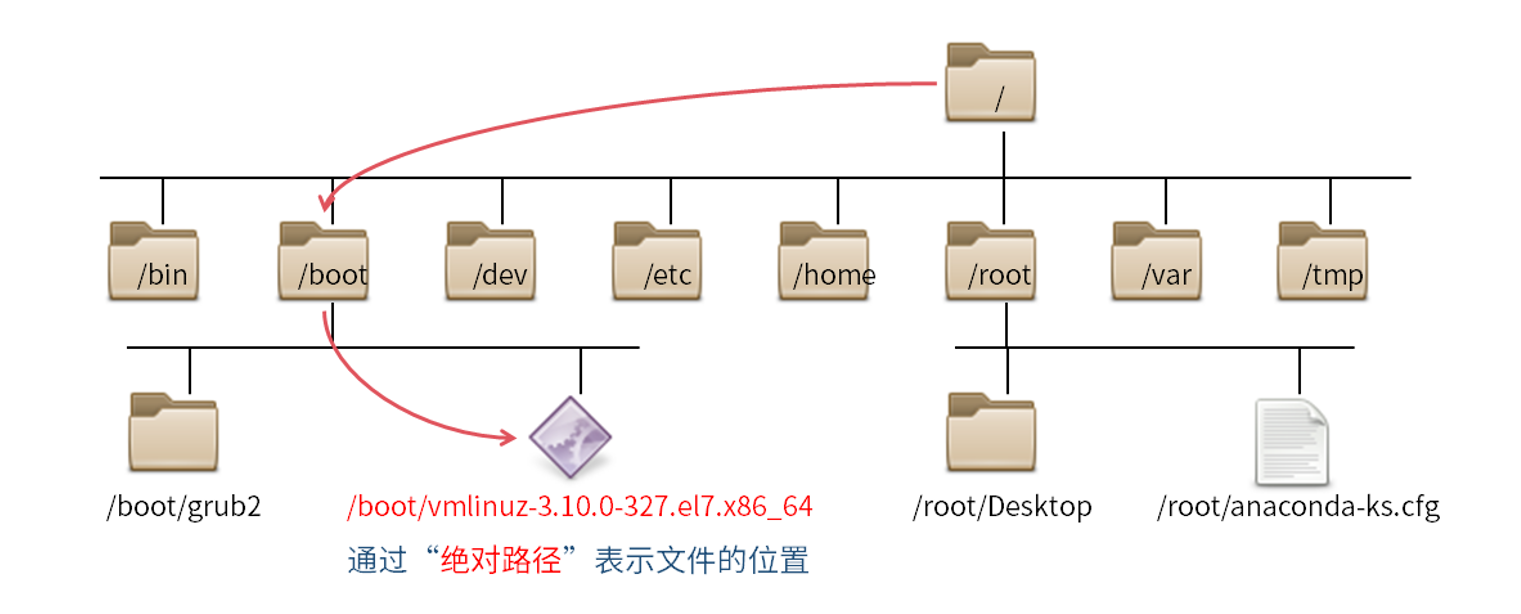 /
/bin
/boot
/dev
/etc
/home
/root
/var
/tmp
/boot/grub2
/boot/vmlinuz-3.10.0-327.el7.x86_64
/root/Desktop
/root/anaconda-ks.cfg
通过“绝对路径”表示文件的位置